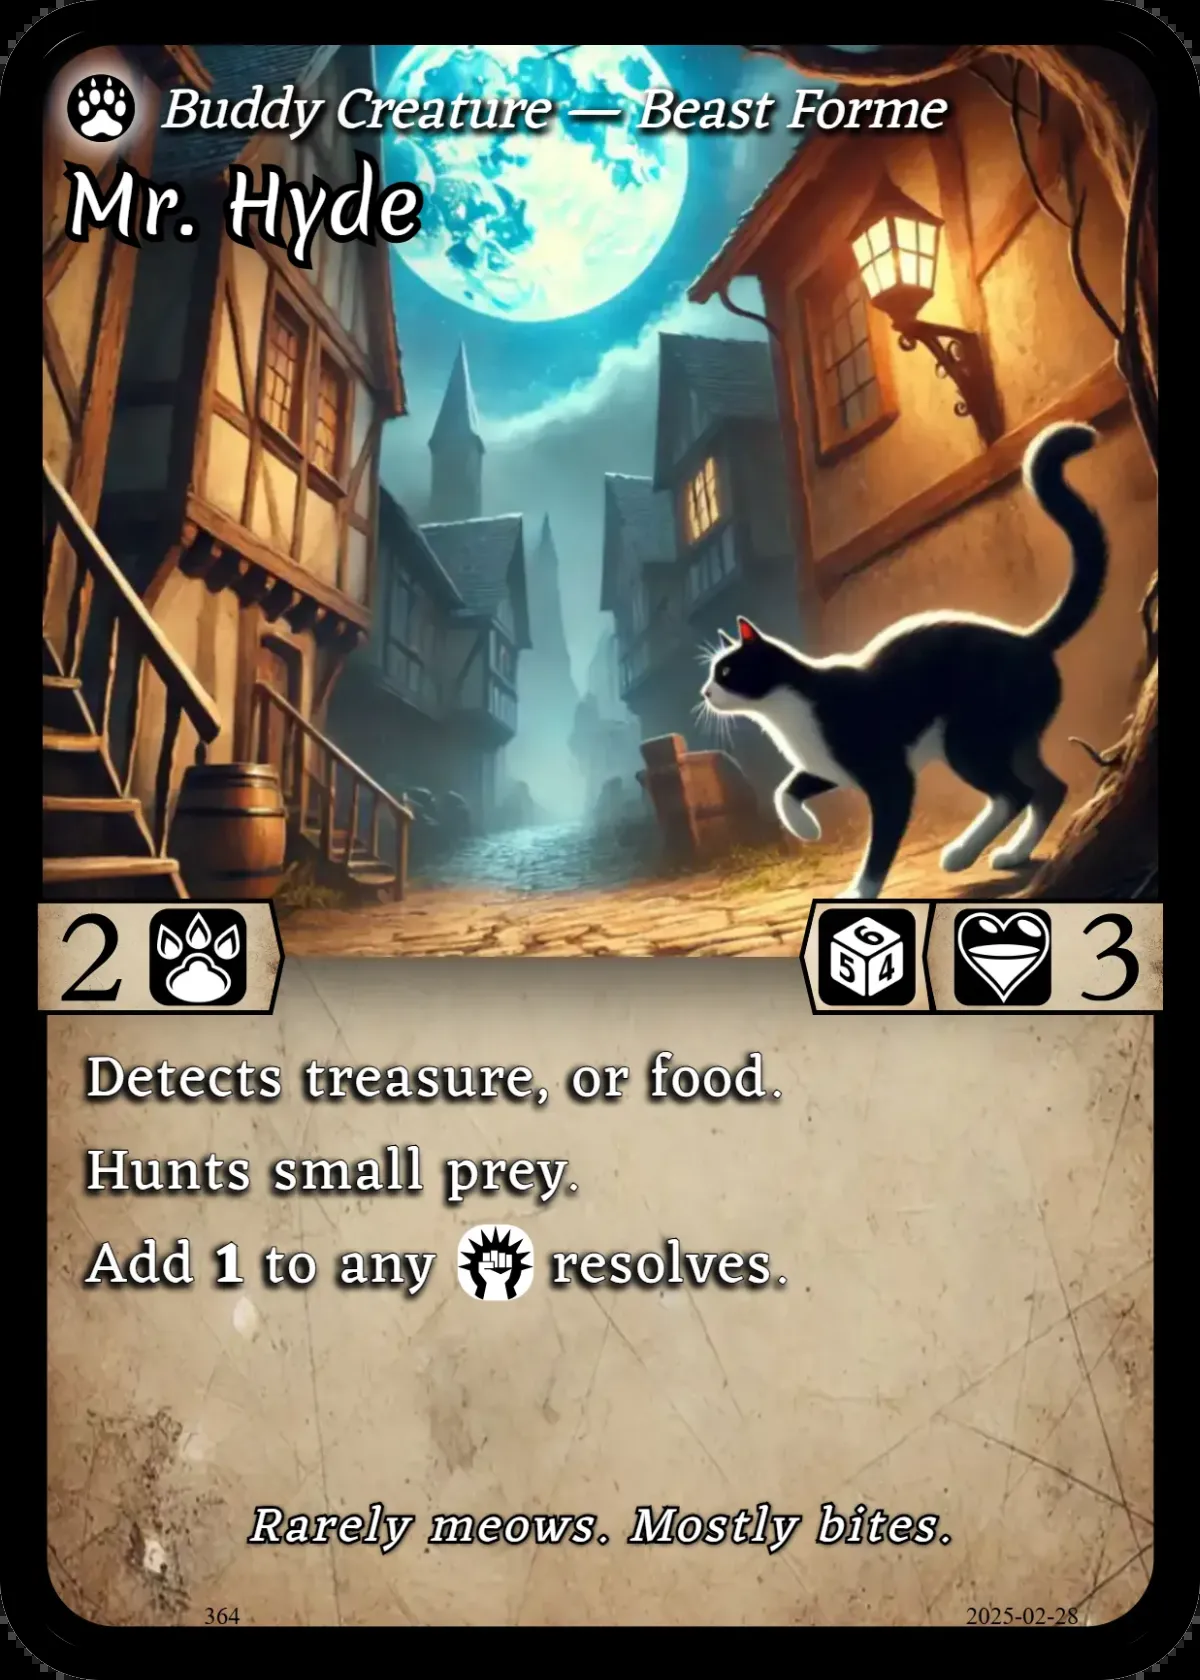 Buddy Creature — Beast Forme
Mr. Hyde
2
6
5 4
3
Detects treasure, or food.
Hunts small prey.
Add 1 to any resolves.
Rarely meows. Mostly bites.
364
2025-02-28